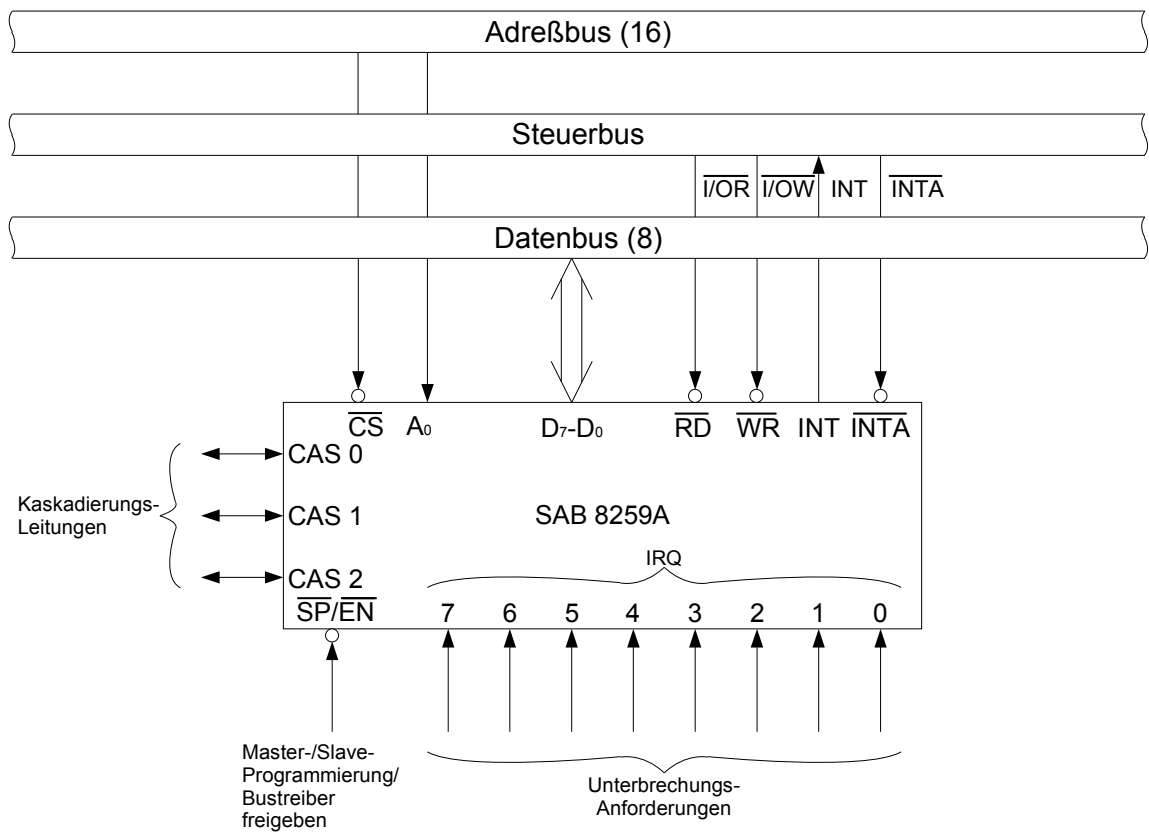 Adreßbus (16)
Steuerbus
I/OR I/OW INT INTA
Datenbus (8)
CS A0 D7-D0 RD WR INT INTA
CAS 0
Kaskadierungs-
Leitungen
CAS 1
SAB 8259A
CAS 2
IRQ
SP/EN
7 6 5 4 3 2 1 0
Master-/Slave-
Programmierung/
Bustreiber
freigeben
Unterbrechungs-
Anforderungen